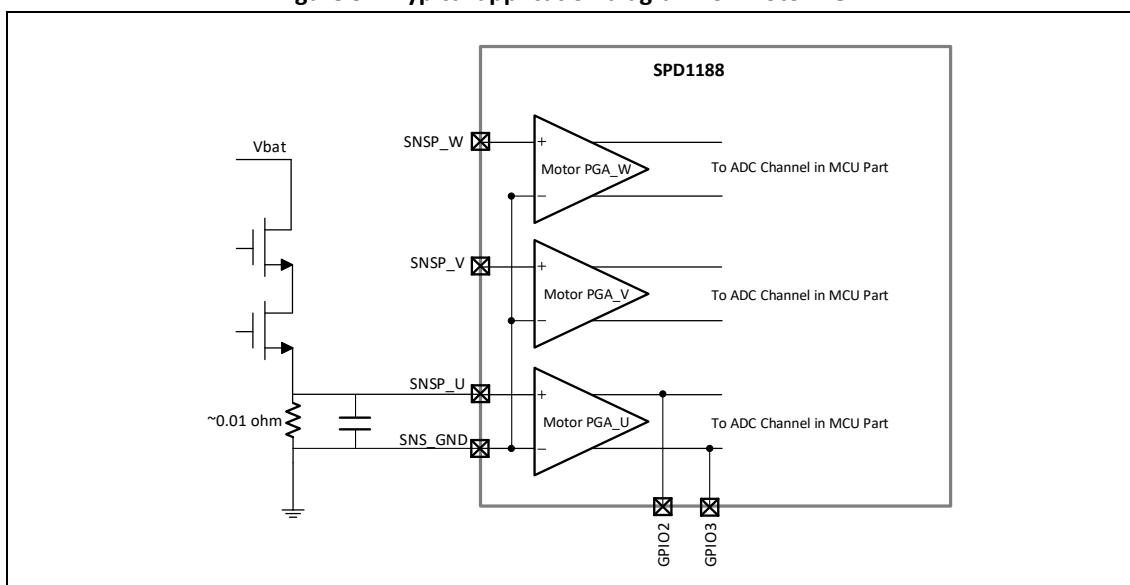 SPD1188
SNSP_W
Vbat
Motor PGA_W
To ADC Channel in MCU Part
SNSP_V
Motor PGA_V
To ADC Channel in MCU Part
SNSP_U
~0.01 ohm
Motor PGA_U
To ADC Channel in MCU Part
SNS_GND
GPIO2
GPIO3